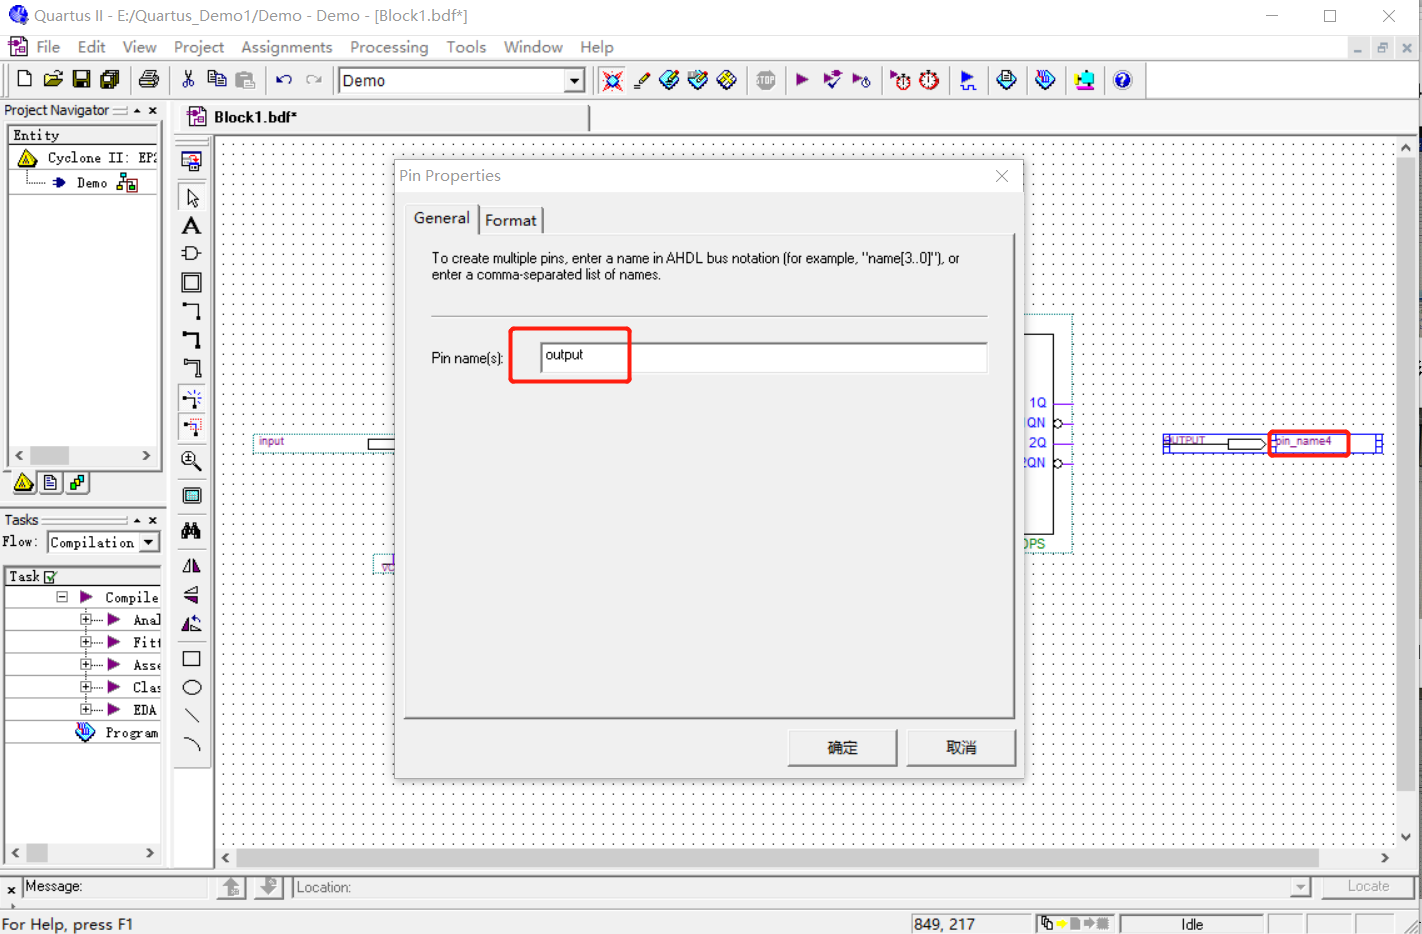 Quartus II - E:/Quartus_Demo1/Demo - Demo - [Block1.bdf*]
File Edit View Project Assignments Processing Tools Window Help
Demo
STOP
Project Navigator
Block1.bdf*
Entity
Cyclone II: EP2
Demo
Pin Properties
General
Format
To create multiple pins, enter a name in AHDL bus notation (for example, "name[3..0]"), or
enter a comma-separated list of names.
Pin name(s):
output
input
1Q
1QN
2Q
2QN
OUTPUT
pin_name4
确定
取消
Tasks
Flow:
Compilation
Task
Compile
Anal
Fitt
Asse
Clas
EDA
Program
Message:
Location:
Locate
For Help, press F1
849, 217
Idle